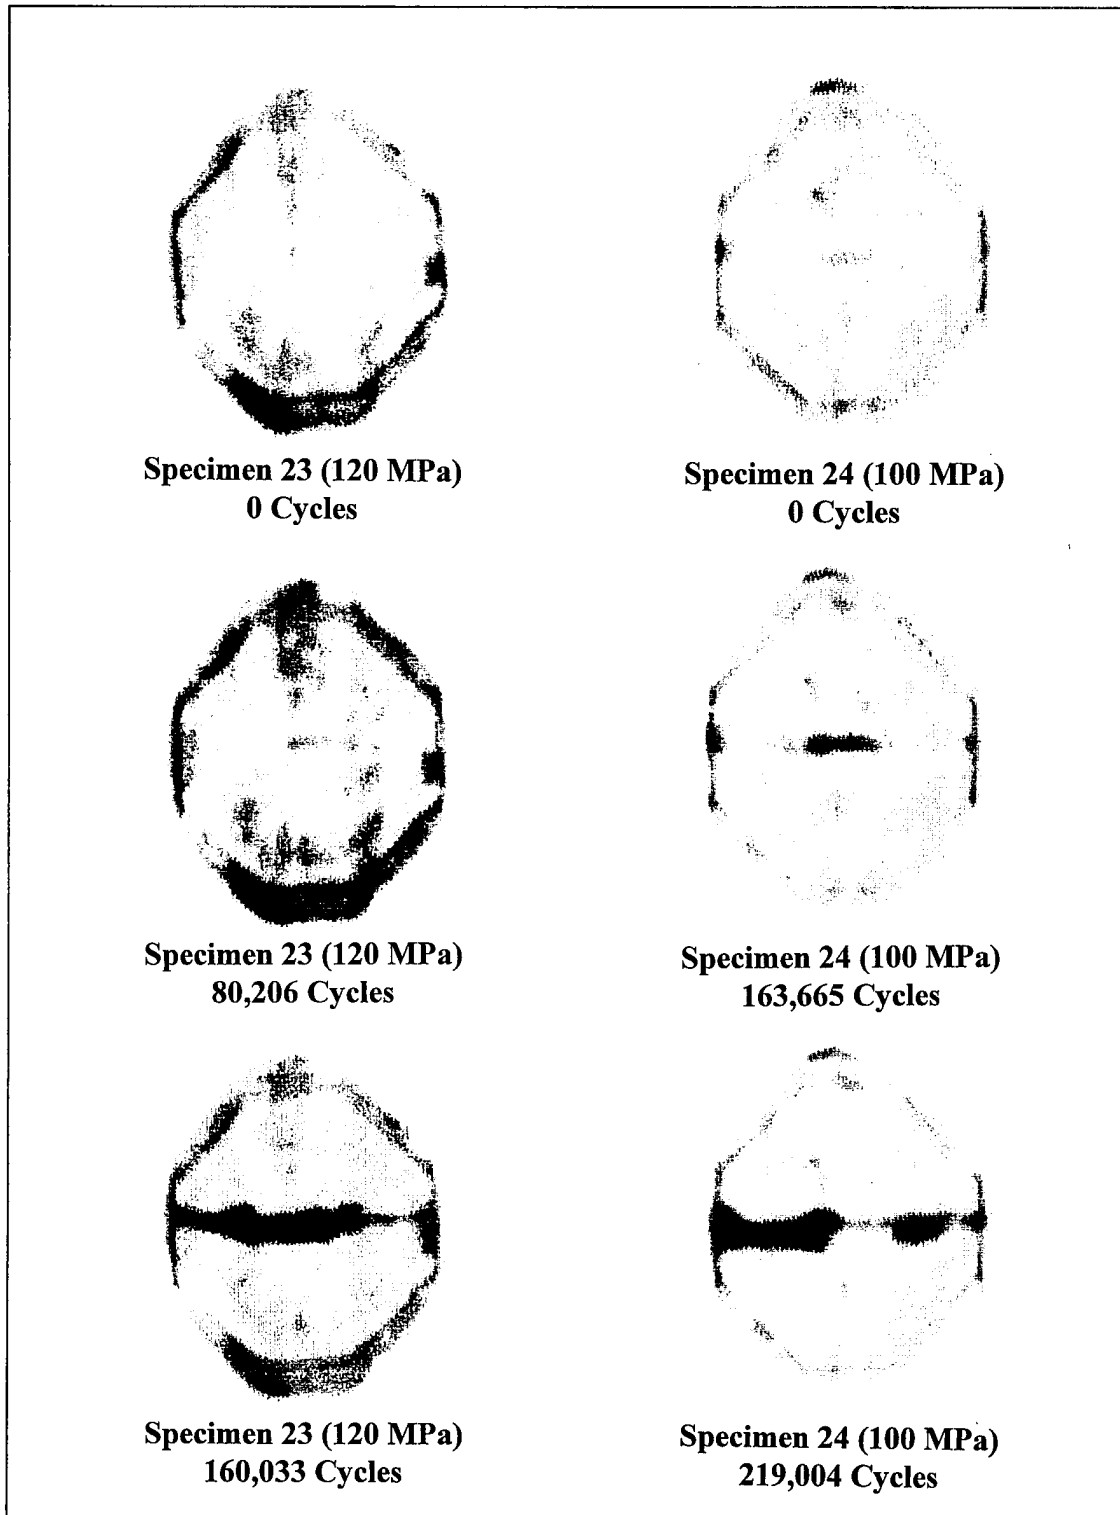 Specimen 23 (120 MPa)
0 Cycles
Specimen 24 (100 MPa)
0 Cycles
Specimen 23 (120 MPa)
80,206 Cycles
Specimen 24 (100 MPa)
163,665 Cycles
Specimen 23 (120 MPa)
160,033 Cycles
Specimen 24 (100 MPa)
219,004 Cycles